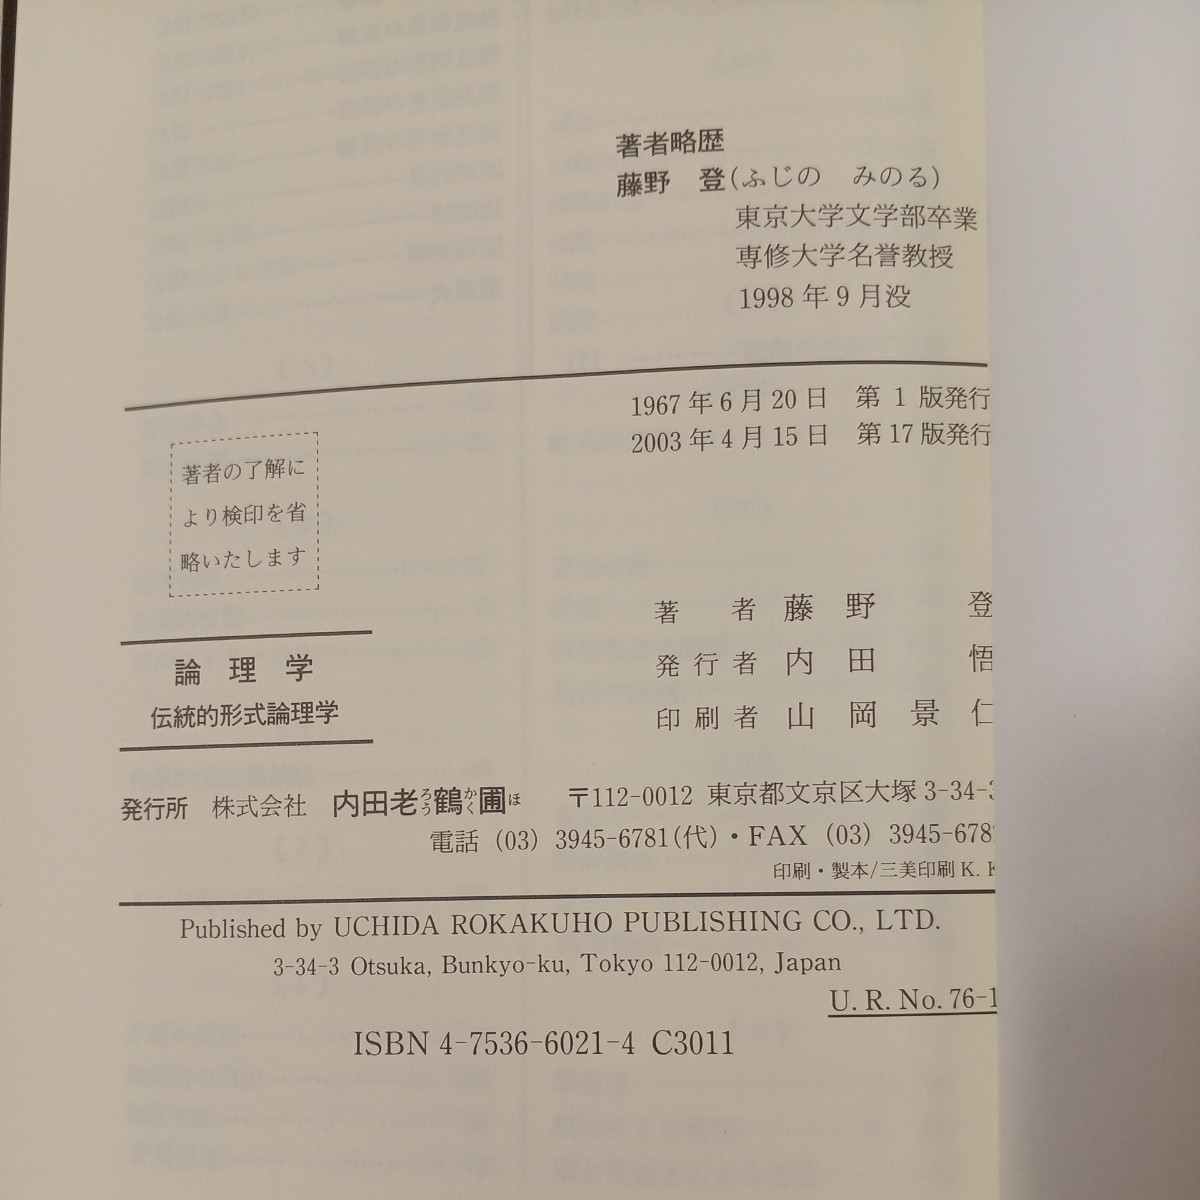 著者略歴
藤野　登(ふじの　みのる)
東京大学文学部卒業
専修大学名誉教授
1998年9月没
1967年6月20日　第1版発行
2003年4月15日　第17版発行
著者の了解に
より検印を省
略いたします
著者 藤野 登
発行者 内田 悟
印刷者 山岡景仁
論理学
伝統的形式論理学
発行所　株式会社　内田老鶴圃 ろうかくほ　〒112-0012 東京都文京区大塚3-34-3
電話 (03) 3945-6781(代)・FAX (03) 3945-678
印刷・製本/三美印刷K. K
Published by UCHIDA ROKAKUHO PUBLISHING CO., LTD.
3-34-3 Otsuka, Bunkyo-ku, Tokyo 112-0012, Japan
U. R. No. 76-1
ISBN 4-7536-6021-4 C3011